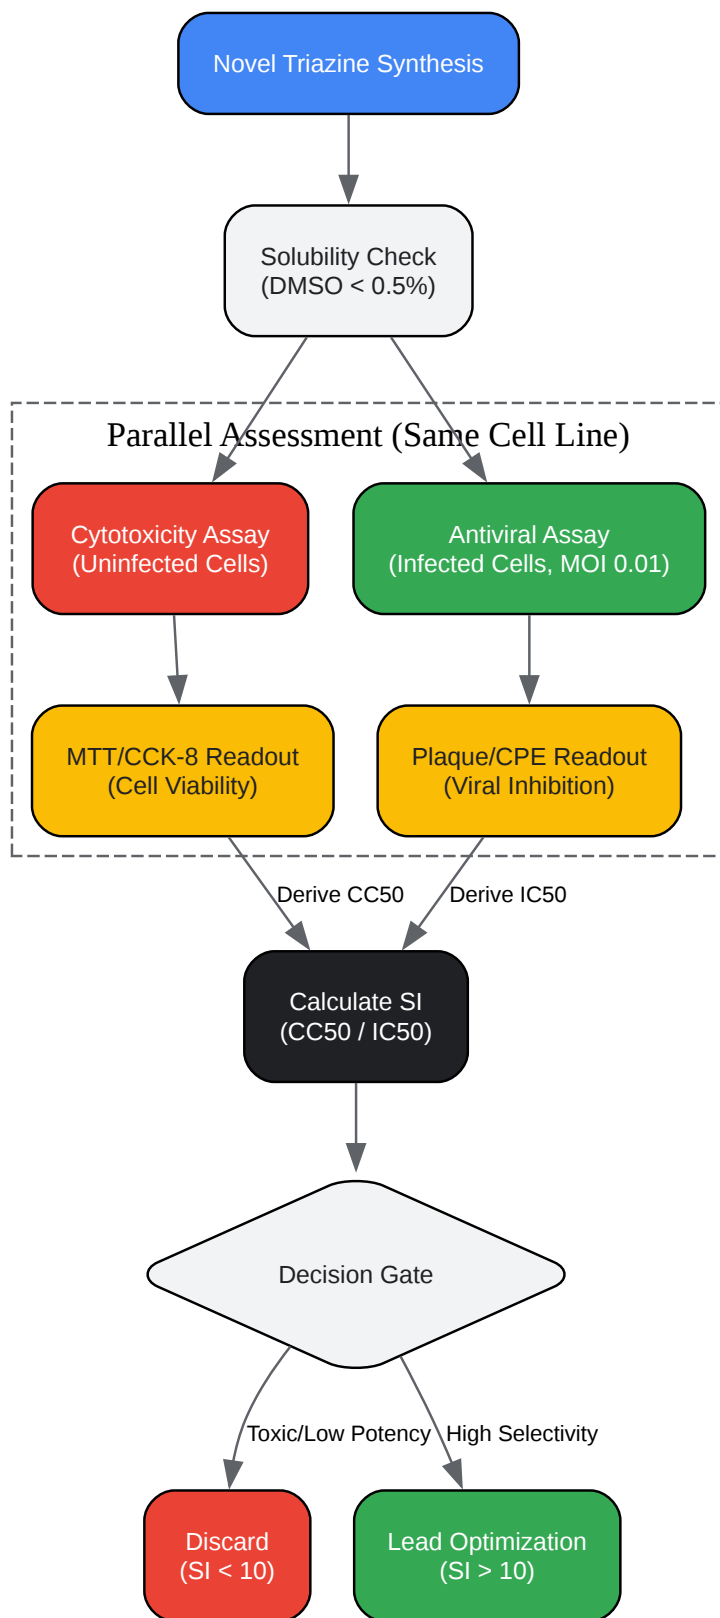 Novel Triazine Synthesis
Solubility Check
(DMSO < 0.5%)
Parallel Assessment (Same Cell Line)
Cytotoxicity Assay
(Uninfected Cells)
Antiviral Assay
(Infected Cells, MOI 0.01)
MTT/CCK-8 Readout
(Cell Viability)
Plaque/CPE Readout
(Viral Inhibition)
Derive CC50
Derive IC50
Calculate SI
(CC50 / IC50)
Decision Gate
Toxic/Low Potency
High Selectivity
Discard
(SI < 10)
Lead Optimization
(SI > 10)